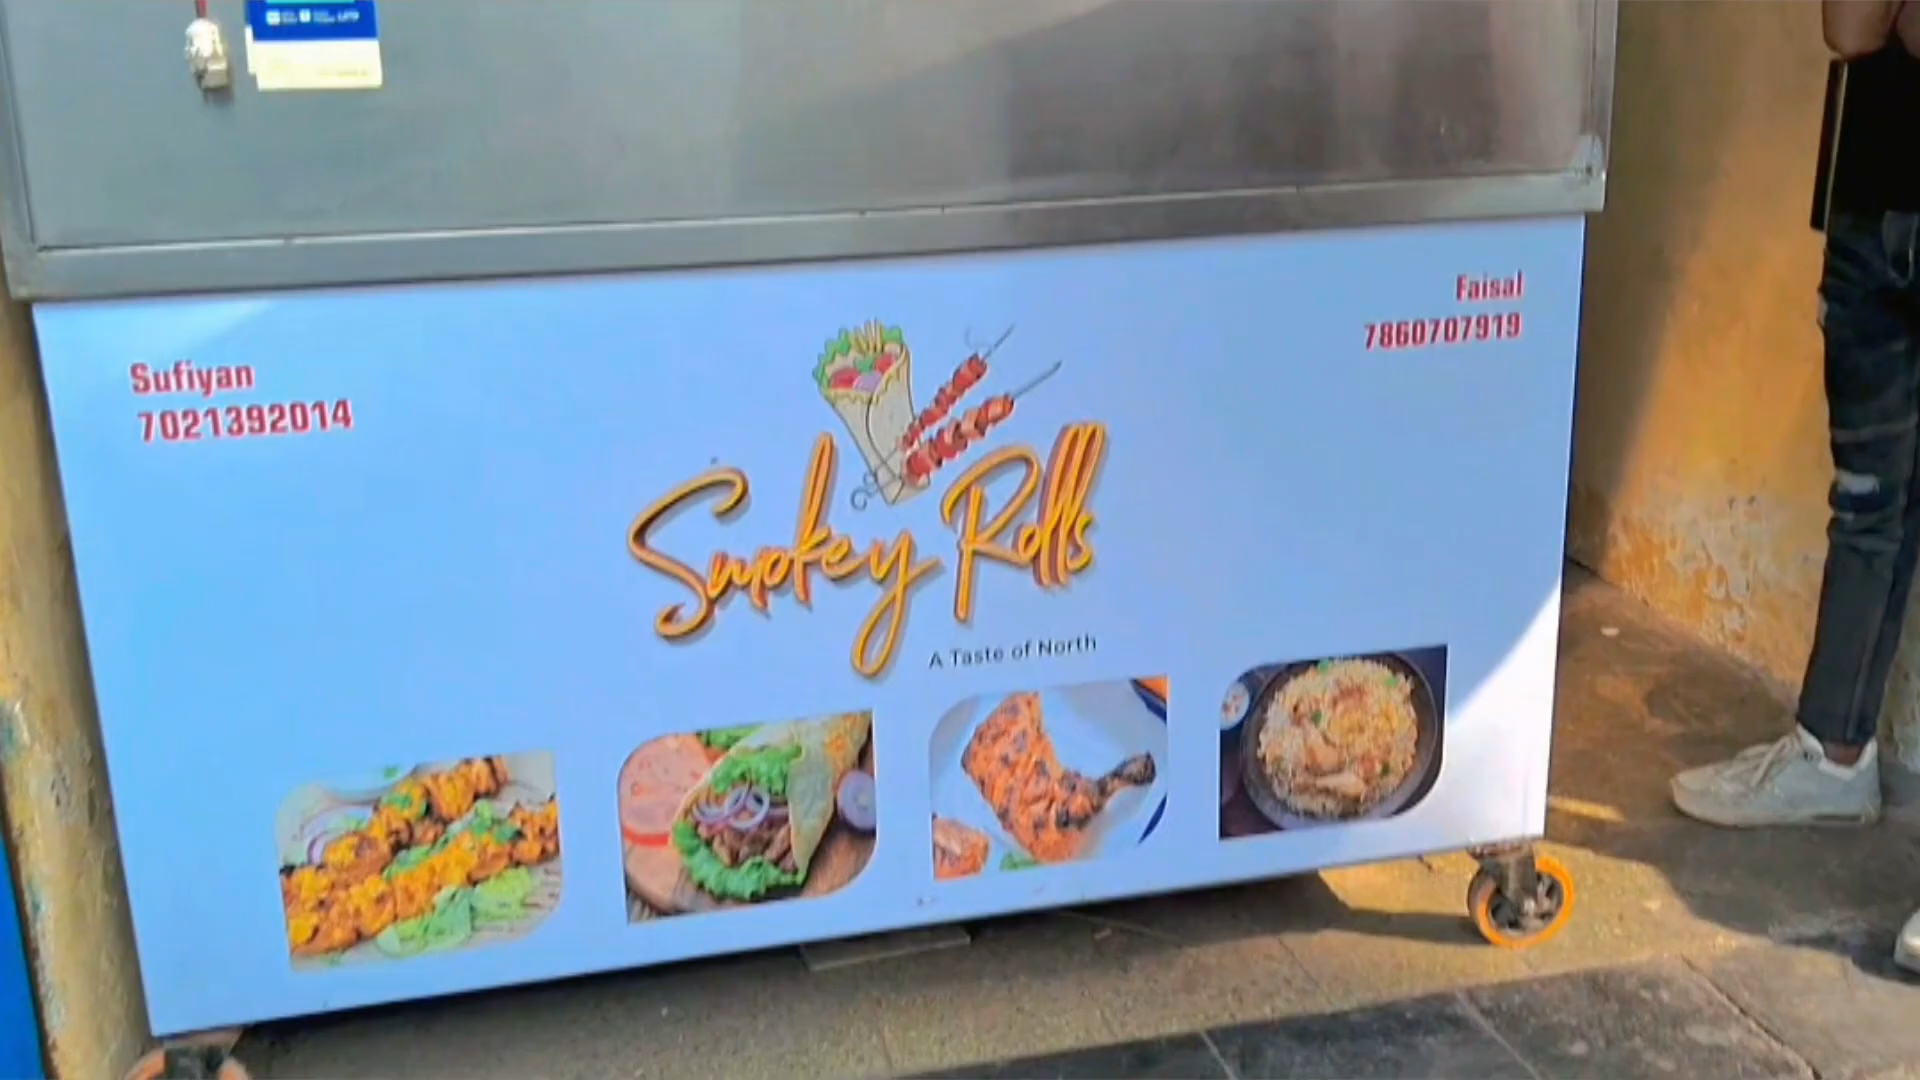 Sufiyan
7021392014
Faisal
7860707919
Smokey Rolls
A Taste of North